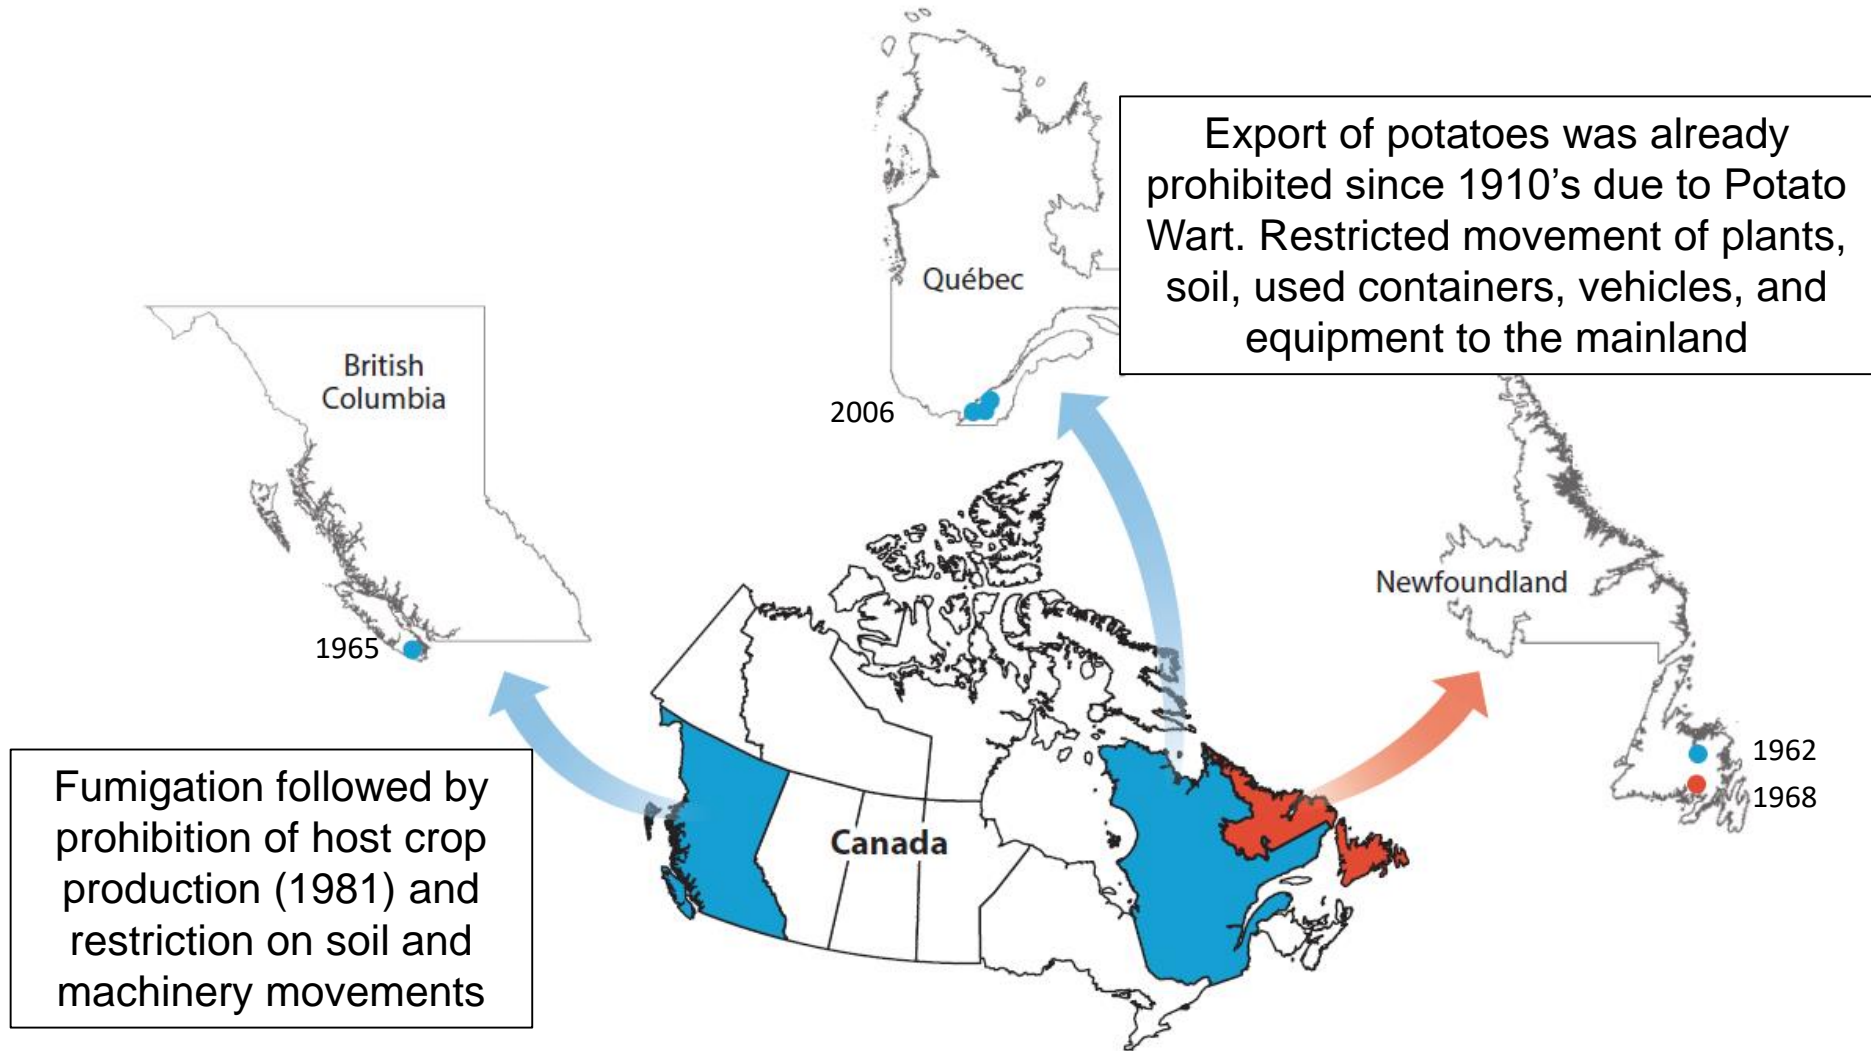 Export of potatoes was already
prohibited since 1910’s due to Potato
Wart. Restricted movement of plants,
soil, used containers, vehicles, and
equipment to the mainland
Québec
British
Columbia
2006
Newfoundland
1965
1962
1968
Fumigation followed by
prohibition of host crop
production (1981) and
restriction on soil and
machinery movements
Canada